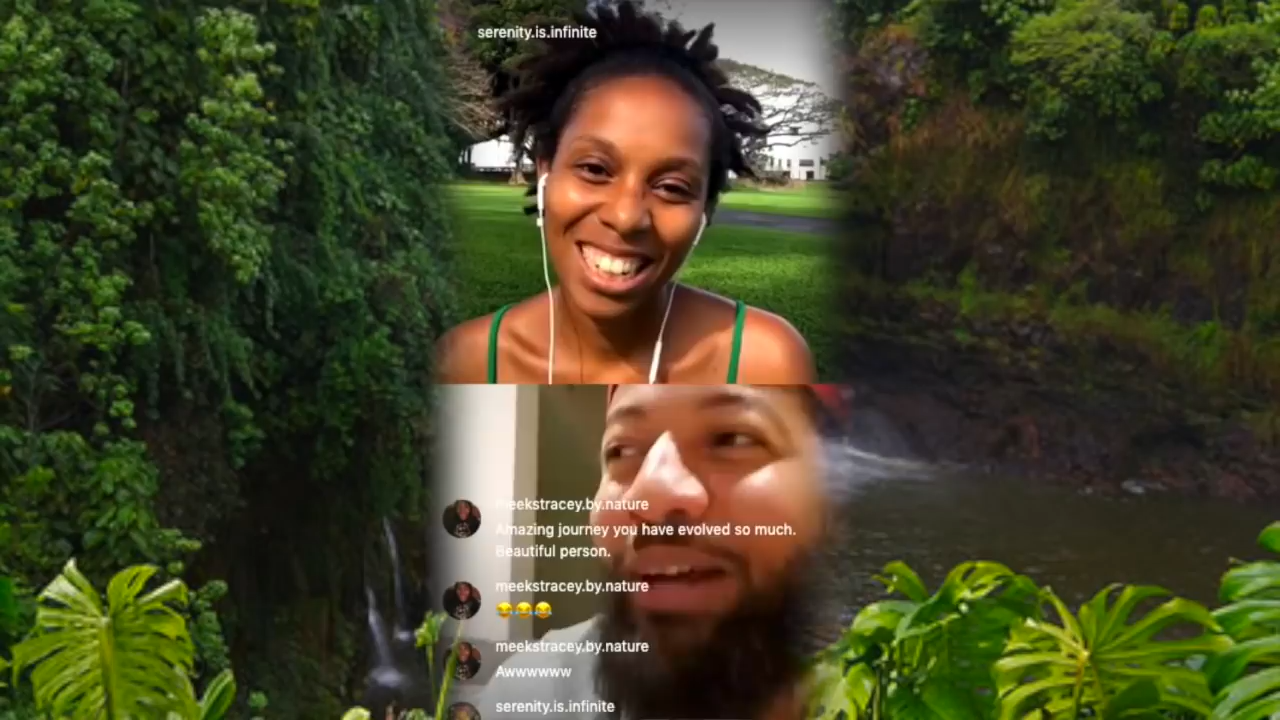 serenity.is.infinite
meekstracey.by.nature
Amazing journey you have evolved so much.
Beautiful person.
meekstracey.by.nature
😂😂😂
meekstracey.by.nature
Awwwwww
serenity.is.infinite